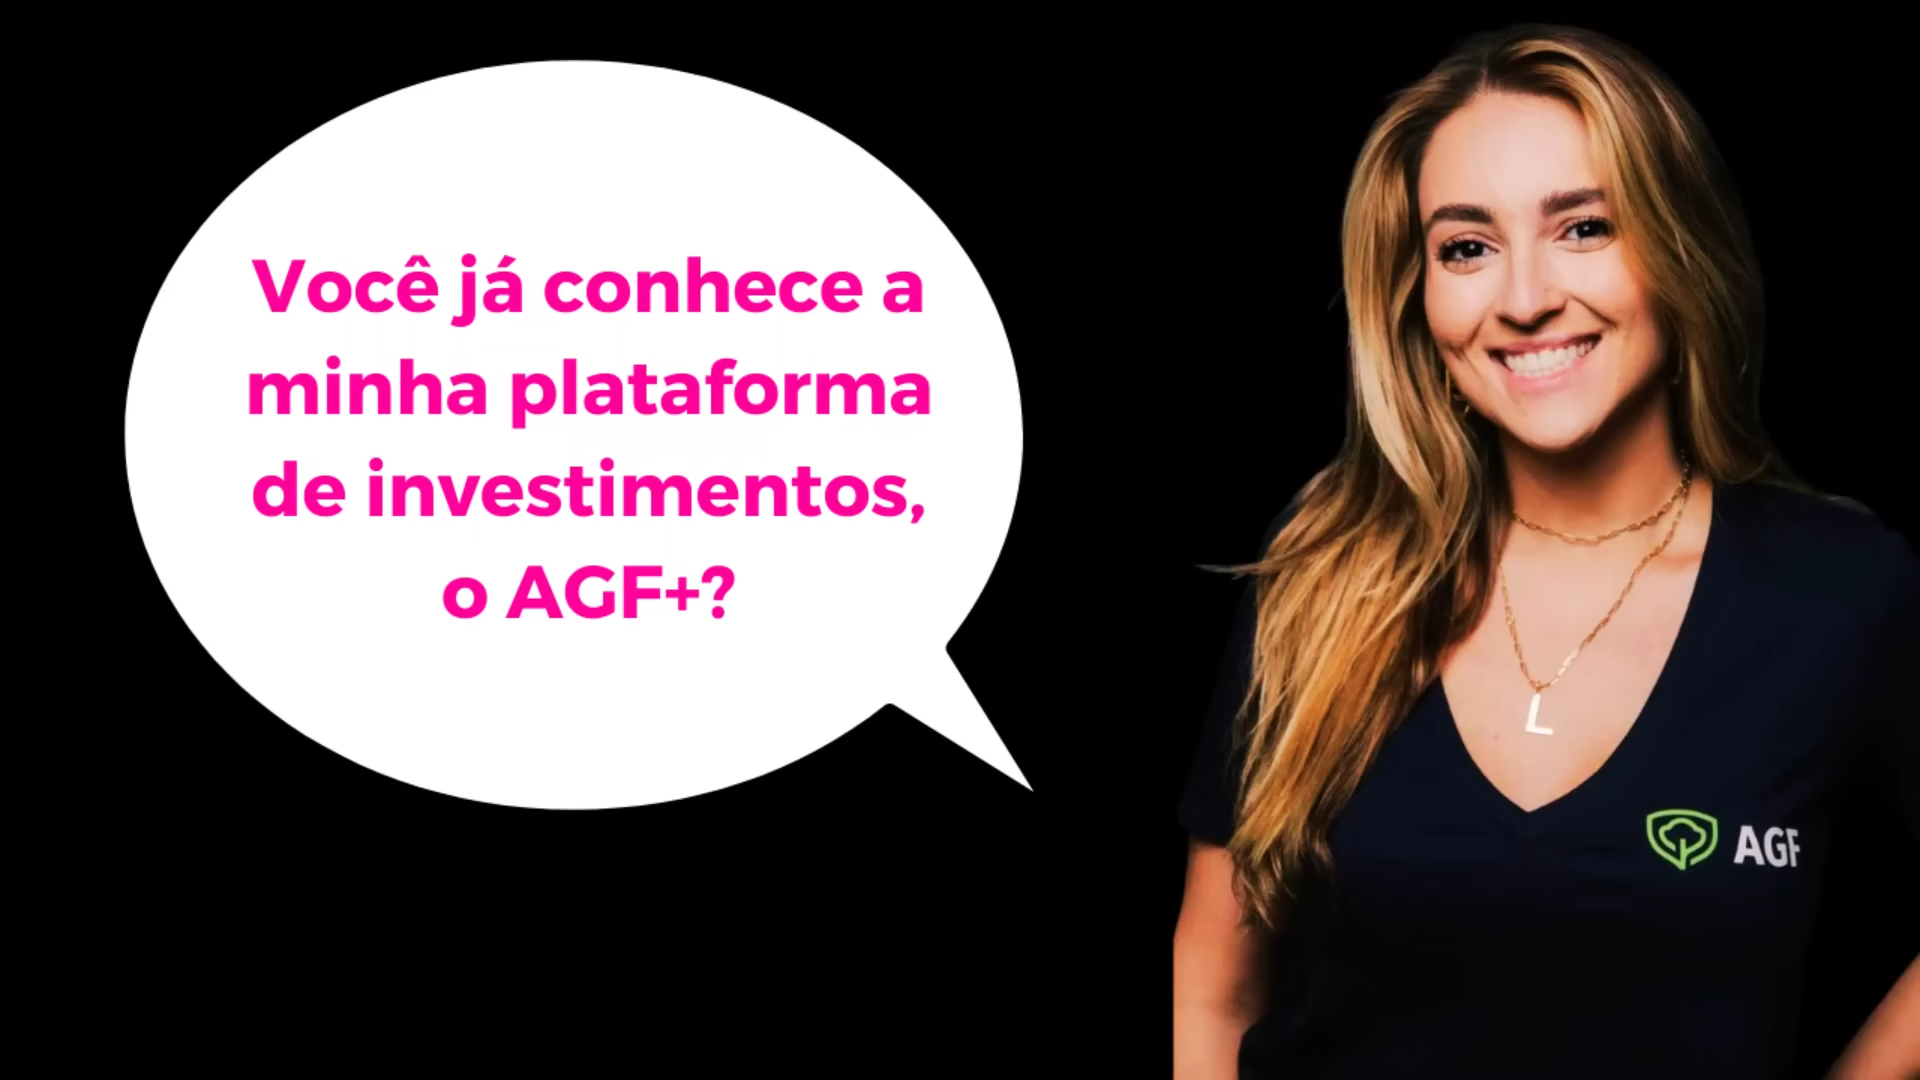 Você já conhece a
minha plataforma
de investimentos,
o AGF+?
L
AGF